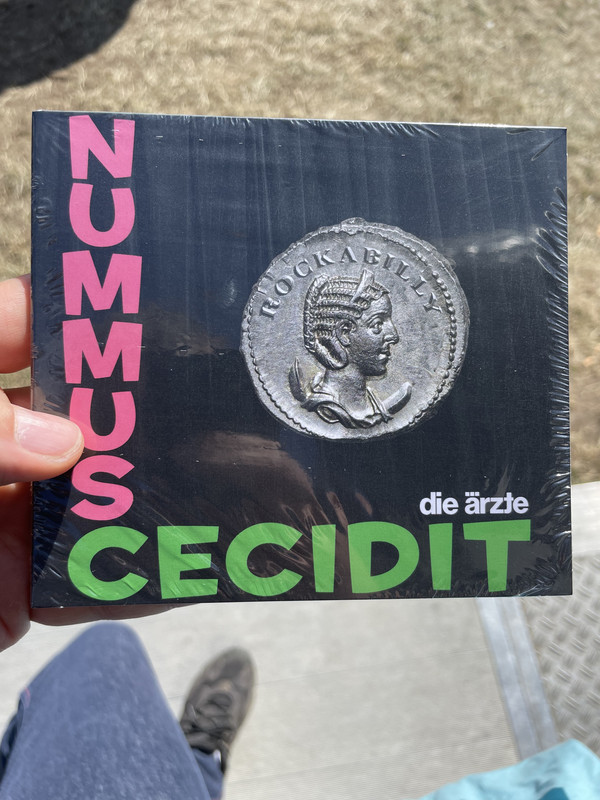 NUMMUS
ROCKABILLY
die ärzte
CECIDIT